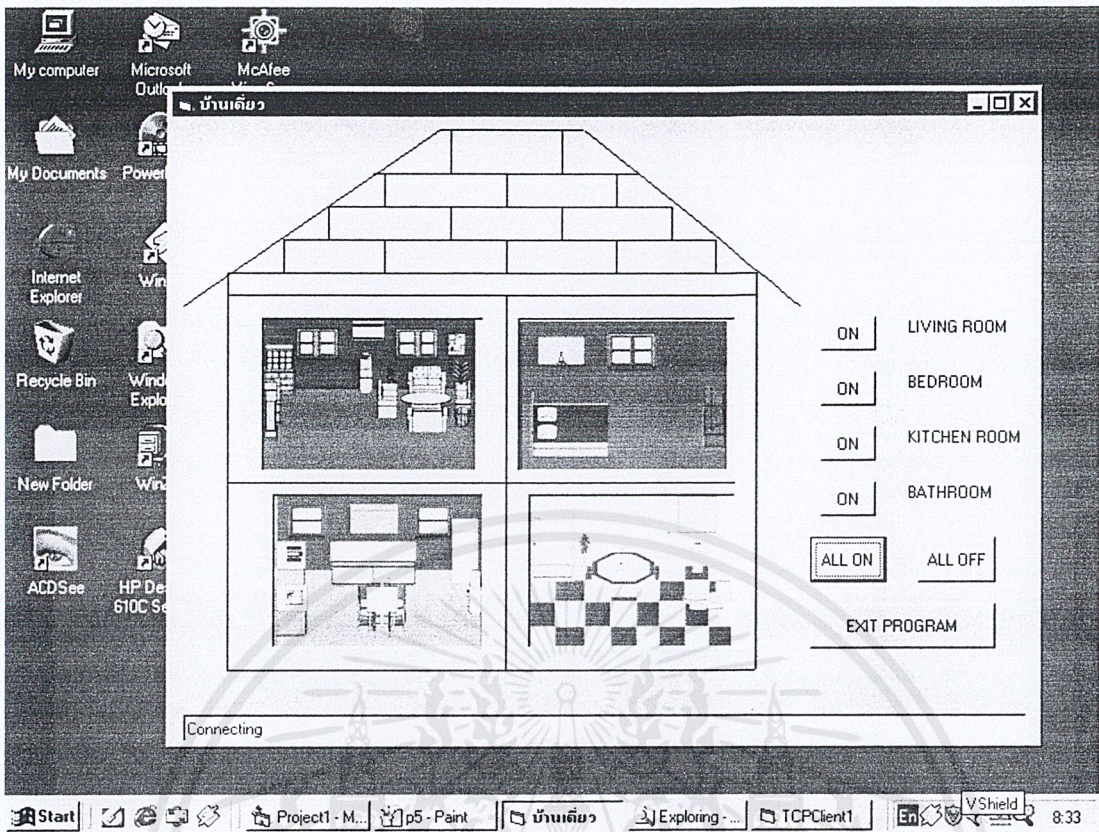 My computer
Microsoft
McAfee
บ้านเดี่ยว
My Documents
Internet
Explorer
Recycle Bin
New Folder
ACDSee
610C
ON LIVING ROOM
ON BEDROOM
ON KITCHEN ROOM
ON BATHROOM
ALL ON ALL OFF
EXIT PROGRAM
Connecting
Start Project1 - M... p5 - Paint บ้านเดี่ยว Exploring - ... TCPClient1 En VShield 8:33